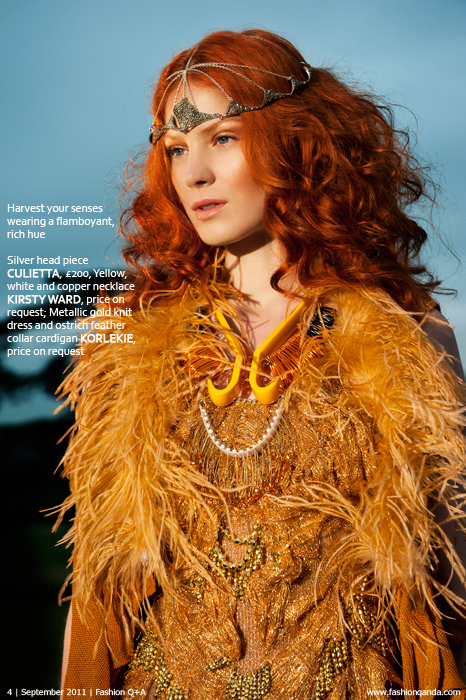 Harvest your senses
wearing a flamboyant,
rich hue
Silver head piece
CULIETTA, £200, Yellow,
white and copper necklace
KIRSTY WARD, price on
request; Metallic gold knit
dress and ostrich feather
collar cardigan KORLEKIE,
price on request
4 | September 2011 | Fashion Q+A
www.fashionqanda.com